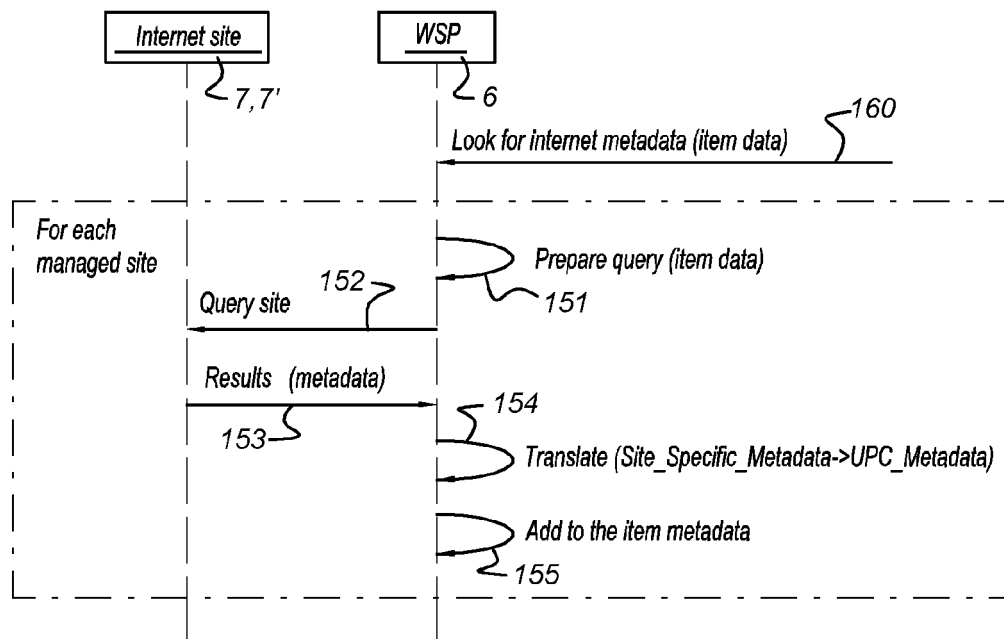 Internet site
WSP
7,7'
6
160
Look for internet metadata (item data)
For each
managed site
Prepare query (item data)
151
152
Query site
Results (metadata)
153
154
Translate (Site_Specific_Metadata->UPC_Metadata)
Add to the item metadata
155